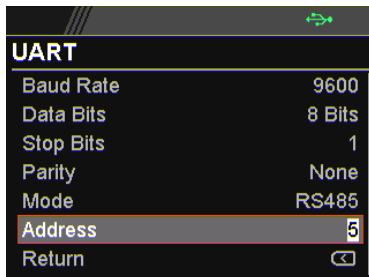 UART
Baud Rate 9600
Data Bits 8 Bits
Stop Bits 1
Parity None
Mode RS485
Address 5
Return